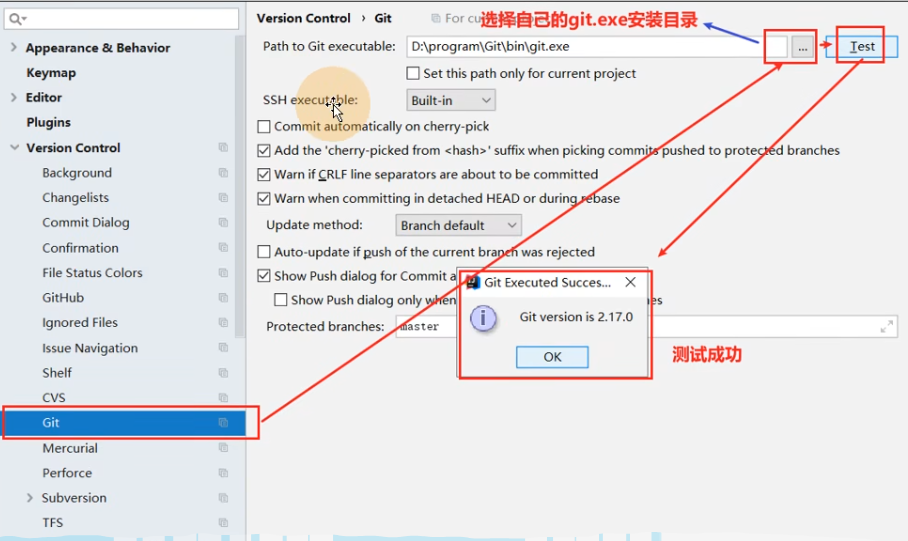 Version Control › Git
For cu
选择自己的git.exe安装目录
Path to Git executable: D:\program\Git\bin\git.exe ... Test
Set this path only for current project
SSH executable: Built-in
Commit automatically on cherry-pick
Add the 'cherry-picked from <hash>' suffix when picking commits pushed to protected branches
Warn if CRLF line separators are about to be committed
Warn when committing in detached HEAD or during rebase
Update method: Branch default
Auto-update if push of the current branch was rejected
Show Push dialog for Commit a
Show Push dialog only when
Protected branches: master
Git Executed Succes...
Git version is 2.17.0
OK
测试成功
Appearance & Behavior
Keymap
Editor
Plugins
Version Control
Background
Changelists
Commit Dialog
Confirmation
File Status Colors
GitHub
Ignored Files
Issue Navigation
Shelf
CVS
Git
Mercurial
Perforce
Subversion
TFS